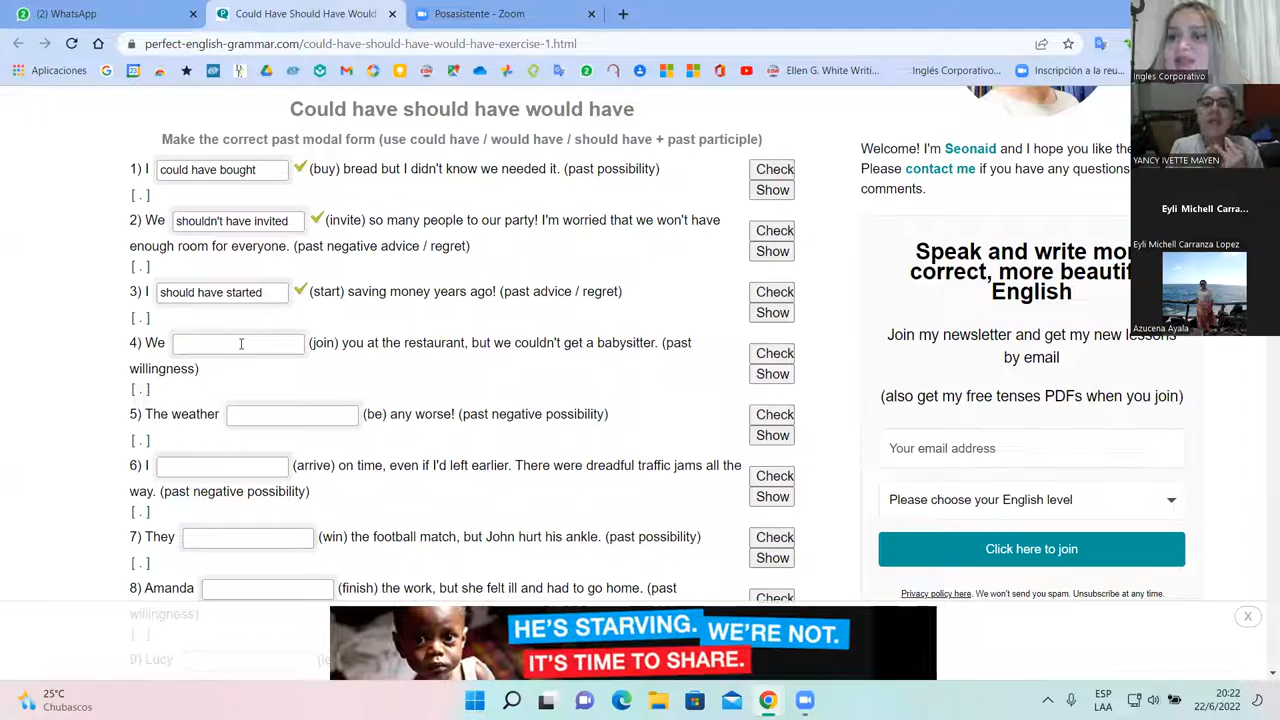 (2) WhatsApp
Could Have Should Have Would H
Posasistente - Zoom
perfect-english-grammar.com/could-have-should-have-would-have-exercise-1.html
Aplicaciones
Ellen G. White Writi...
Inglés Corporativo...
Inscripción a la reu...
Could have should have would have
Make the correct past modal form (use could have / would have / should have + past participle)
1) I could have bought (buy) bread but I didn't know we needed it. (past possibility)
Check
Show
[ . ]
2) We shouldn't have invited (invite) so many people to our party! I'm worried that we won't have
enough room for everyone. (past negative advice / regret)
Check
Show
[ . ]
3) I should have started (start) saving money years ago! (past advice / regret)
Check
Show
[ . ]
4) We (join) you at the restaurant, but we couldn't get a babysitter. (past
willingness)
Check
Show
[ . ]
5) The weather (be) any worse! (past negative possibility)
Check
Show
[ . ]
6) I (arrive) on time, even if I'd left earlier. There were dreadful traffic jams all the
way. (past negative possibility)
Check
Show
[ . ]
7) They (win) the football match, but John hurt his ankle. (past possibility)
Check
Show
[ . ]
8) Amanda (finish) the work, but she felt ill and had to go home. (past
willingness)
Check
[ . ]
9) Lucy (le
Welcome! I'm Seonaid and I hope you like the
Please contact me if you have any questions
comments.
Speak and write mor
correct, more beautif
English
Join my newsletter and get my new lessons
by email
(also get my free tenses PDFs when you join)
Your email address
Please choose your English level
Click here to join
Privacy policy here. We won't send you spam. Unsubscribe at any time.
Ingles Corporativo
YANCY IVETTE MAYEN
Eyli Michell Carra...
Eyli Michell Carranza Lopez
Azucena Ayala
HE'S STARVING. WE'RE NOT.
IT'S TIME TO SHARE.
X
25°C
Chubascos
ESP
LAA
20:22
22/6/2022